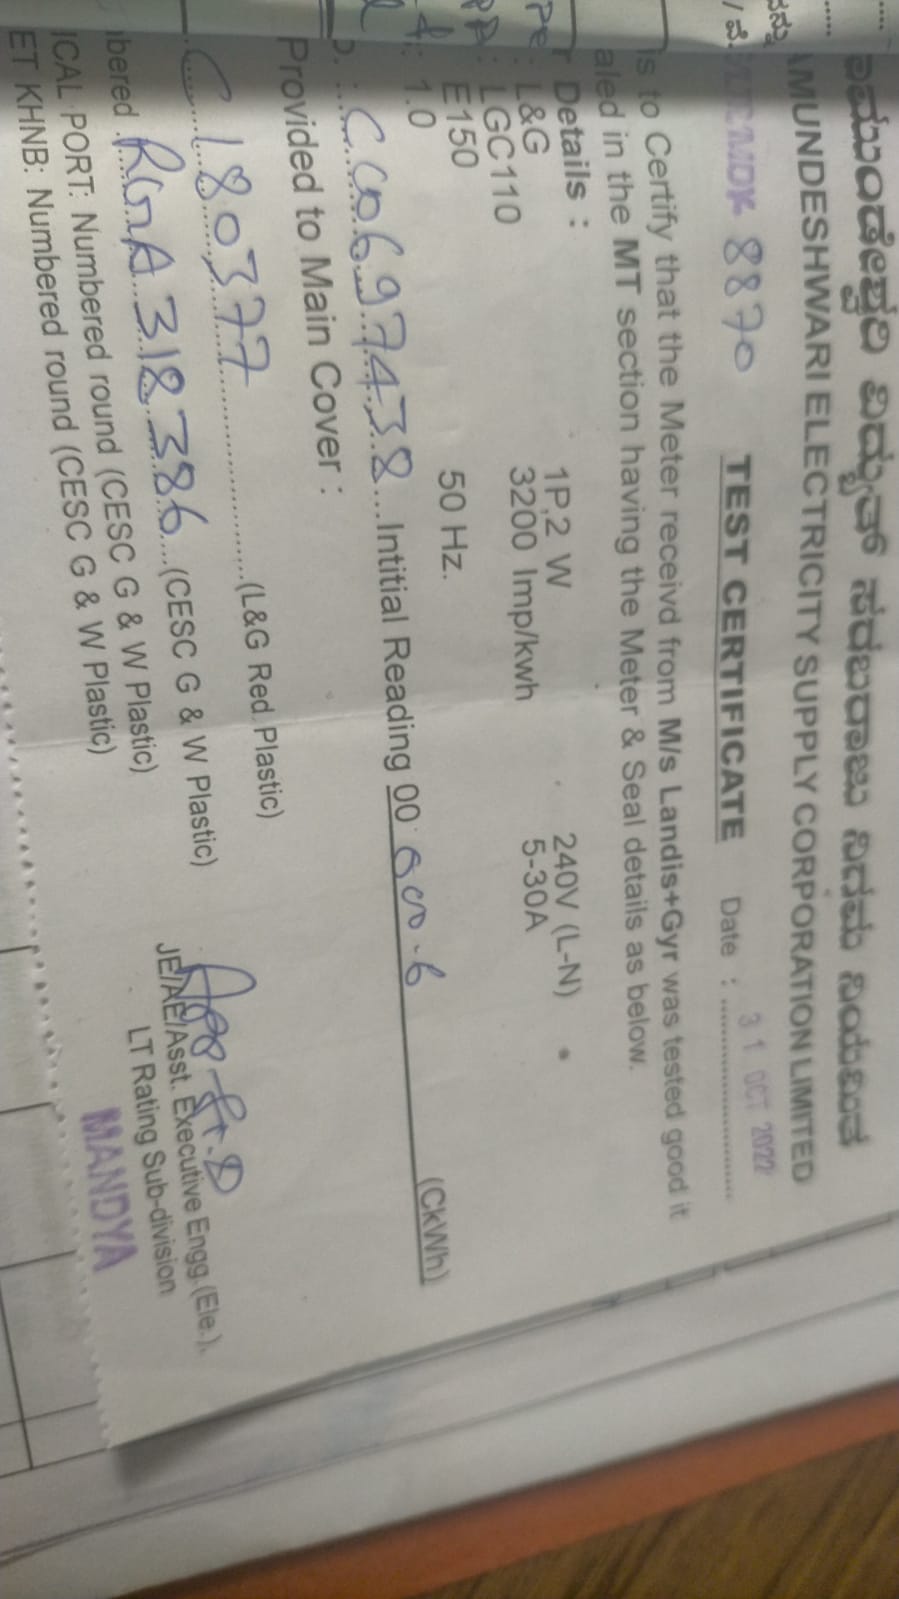 ಚಾಮುಂಡೇಶ್ವರಿ ವಿದ್ಯುತ್ ಸರಬರಾಜು ನಿಗಮ ನಿಯಮಿತ
AMUNDESHWARI ELECTRICITY SUPPLY CORPORATION LIMITED
8870 TEST CERTIFICATE Date : 31 OCT 2022
is to Certify that the Meter receivd from M/s Landis+Gyr was tested good it
aled in the MT section having the Meter & Seal details as below.
r Details :
: L&G 1P,2 W 240V (L-N)
: LGC110 3200 Imp/kwh 5-30A
: E150
: 1.0 50 Hz.
C0697438 Intitial Reading 00 000.6 (CkWh)
Provided to Main Cover :
C 180377 (L&G Red Plastic)
bered RGA 318386 (CESC G & W Plastic)
ICAL PORT: Numbered round (CESC G & W Plastic)
ET KHNB: Numbered round (CESC G & W Plastic)
JE/AE/Asst. Executive Engg.(Ele.),
LT Rating Sub-division
MANDYA